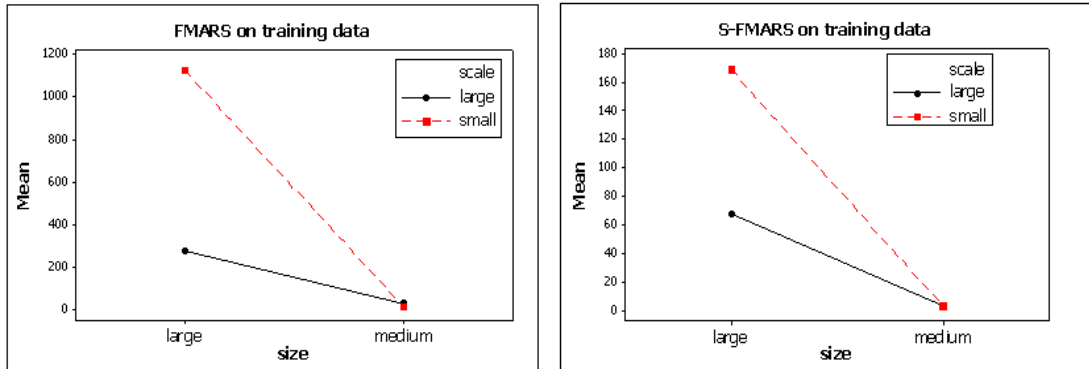 FMARS on training data
1200
1000
800
600
400
200
0
Mean
large
medium
size
scale
large
small
S-FMARS on training data
180
160
140
120
100
80
60
40
20
0
Mean
large
medium
size
scale
large
small